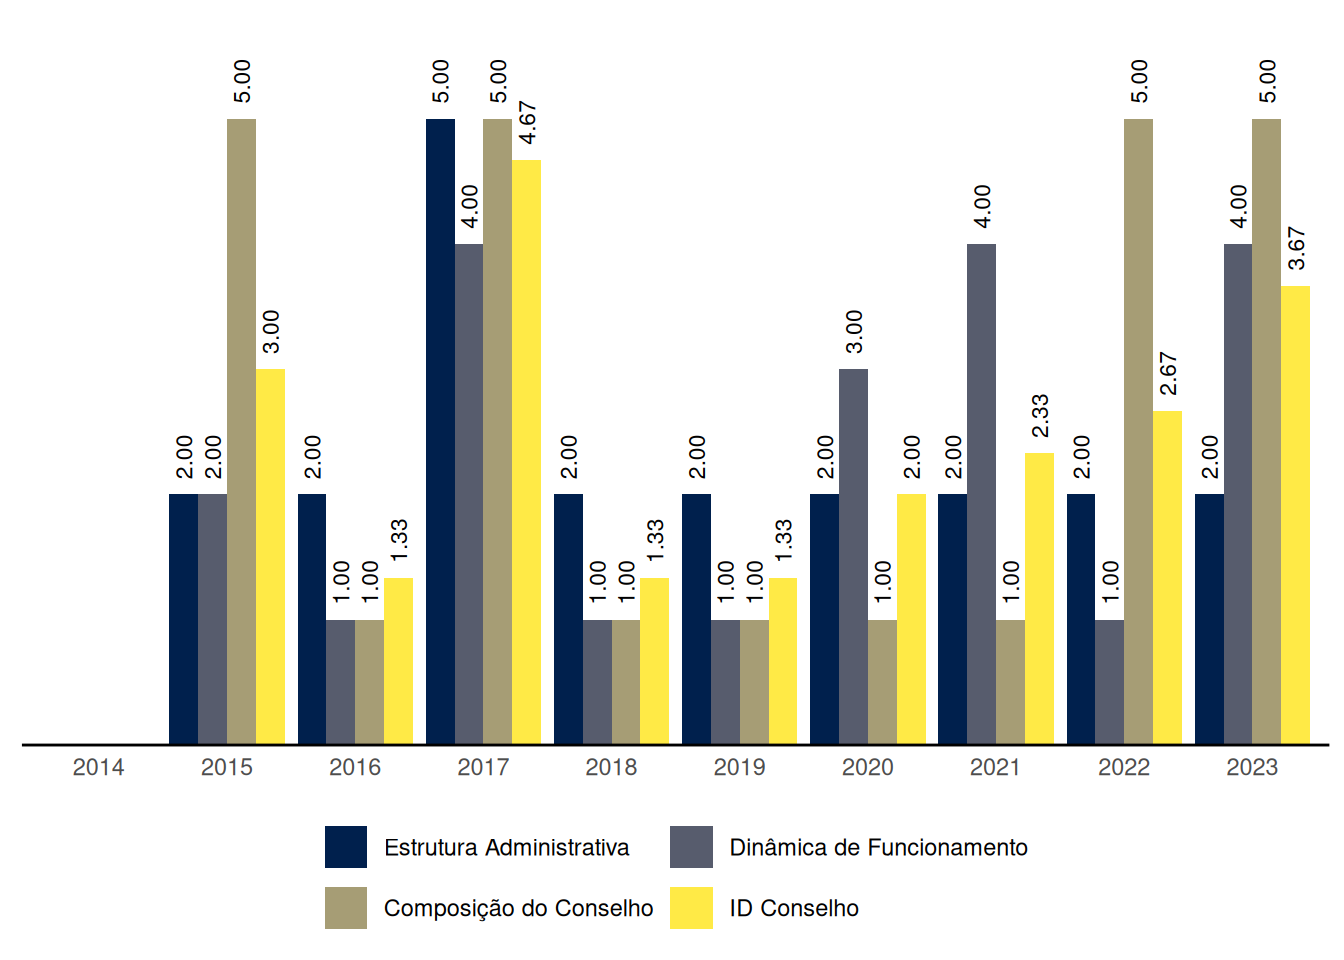 2.00 2.00 5.00 3.00
2.00 1.00 1.00 1.33
5.00 4.00 5.00 4.67
2.00 1.00 1.00 1.33
2.00 1.00 1.00 1.33
2.00 3.00 1.00 2.00
2.00 4.00 1.00 2.33
2.00 1.00 5.00 2.67
2.00 4.00 5.00 3.67
2014 2015 2016 2017 2018 2019 2020 2021 2022 2023
Estrutura Administrativa Dinâmica de Funcionamento
Composição do Conselho ID Conselho